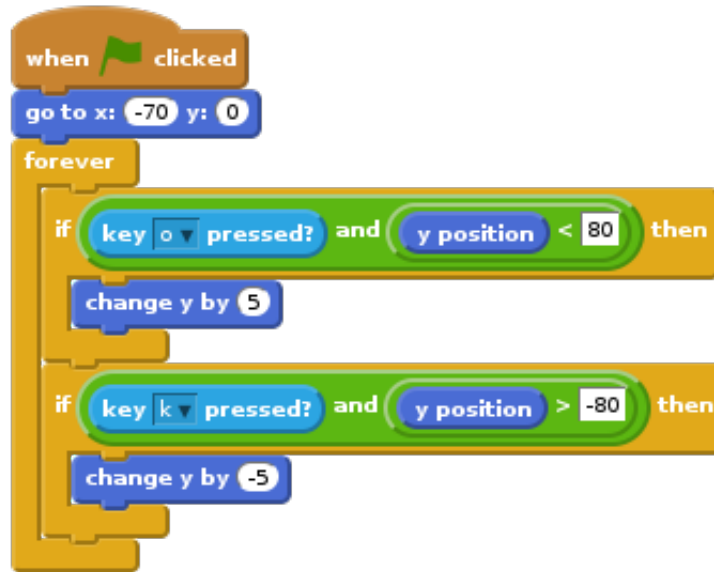 when clicked
go to x: -70 y: 0
forever
if key o pressed? and y position < 80 then
change y by 5
if key k pressed? and y position > -80 then
change y by -5